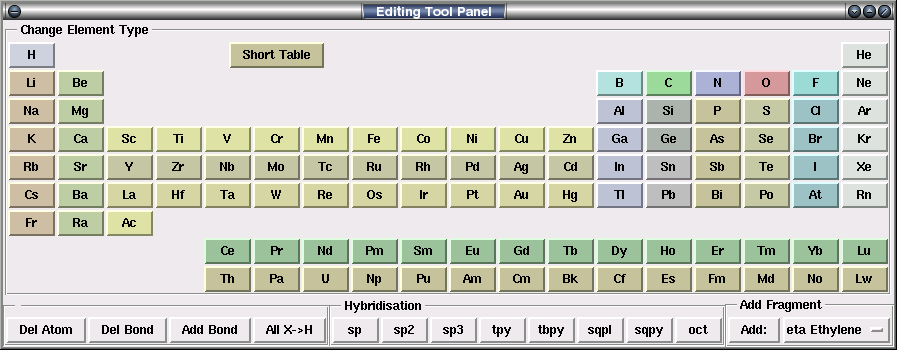 Editing Tool Panel
Change Element Type
H Short Table He
Li Be B C N O F Ne
Na Mg Al Si P S Cl Ar
K Ca Sc Ti V Cr Mn Fe Co Ni Cu Zn Ga Ge As Se Br Kr
Rb Sr Y Zr Nb Mo Tc Ru Rh Pd Ag Cd In Sn Sb Te I Xe
Cs Ba La Hf Ta W Re Os Ir Pt Au Hg Tl Pb Bi Po At Rn
Fr Ra Ac
Ce Pr Nd Pm Sm Eu Gd Tb Dy Ho Er Tm Yb Lu
Th Pa U Np Pu Am Cm Bk Cf Es Fm Md No Lw
Hybridisation Add Fragment
Del Atom Del Bond Add Bond All X->H sp sp2 sp3 tpy tbpy sqpl sqpy oct Add: eta Ethylene